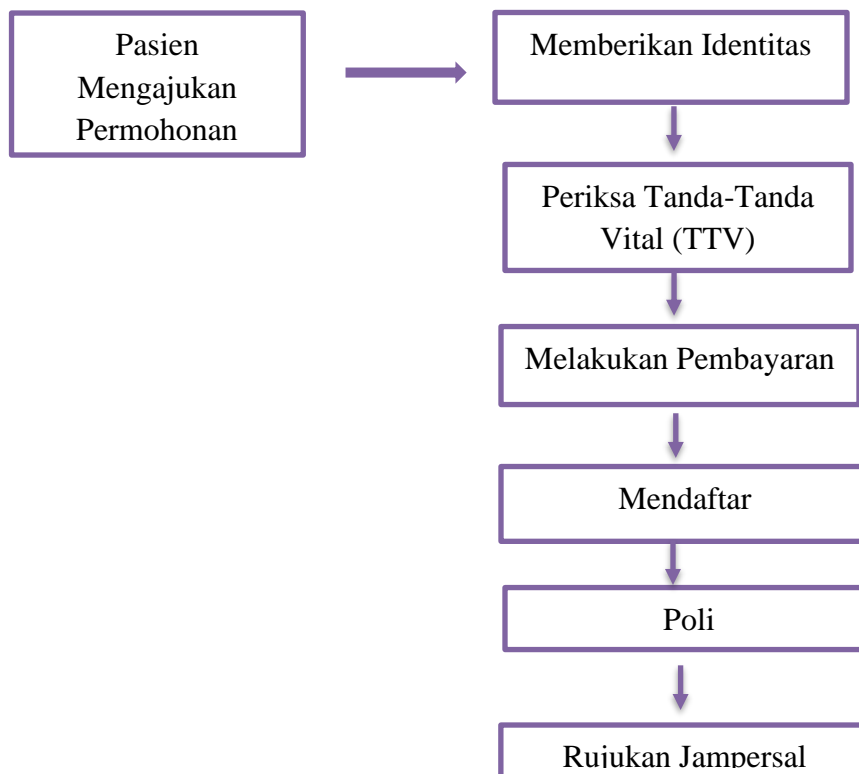 Pasien
Mengajukan
Permohonan
Memberikan Identitas
Periksa Tanda-Tanda
Vital (TTV)
Melakukan Pembayaran
Mendaftar
Poli
Rujukan Jampersal